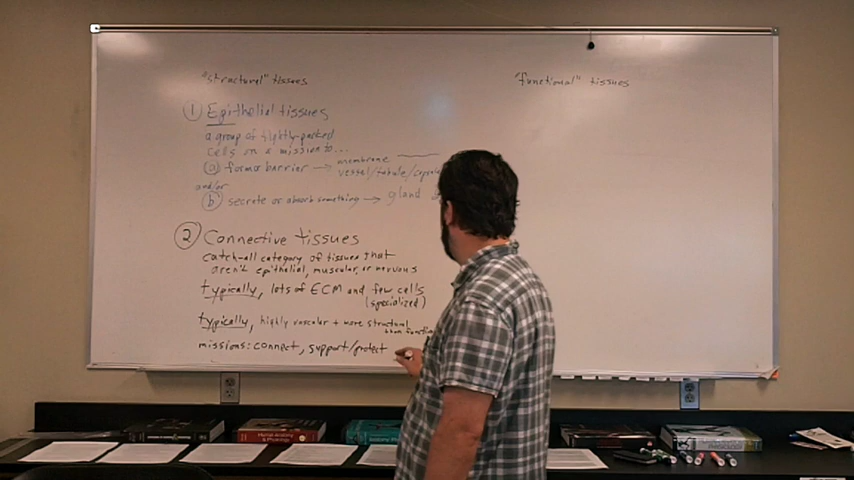 "structural" tissues
"functional" tissues
① Epithelial tissues
a group of tightly-packed
cells on a mission to...
ⓐ form a barrier → membrane
vessel/tubule/capsule
and/or
ⓑ secrete or absorb something → gland
② Connective tissues
catch-all category of tissues that
aren't epithelial, muscular, or nervous
typically, lots of ECM and few cells
(specialized)
typically, highly vascular + more structural
than function
missions: connect, support/protect